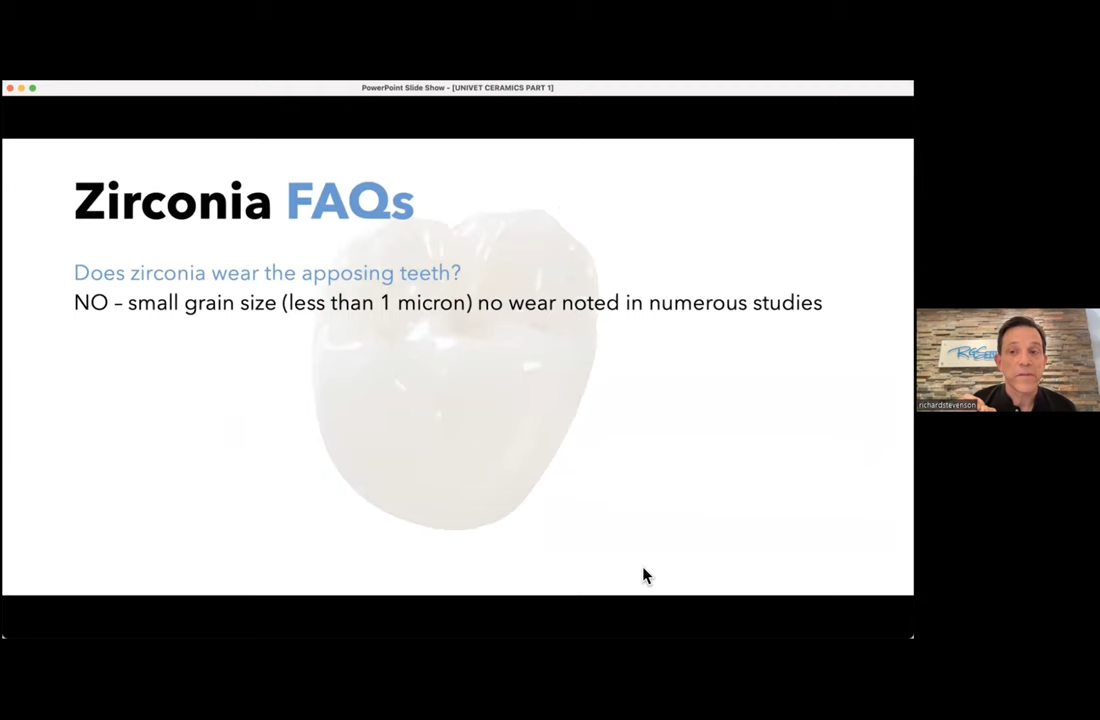 PowerPoint Slide Show - [UNIVET CERAMICS PART 1]
Zirconia FAQs
Does zirconia wear the apposing teeth?
NO – small grain size (less than 1 micron) no wear noted in numerous studies
richardstevenson